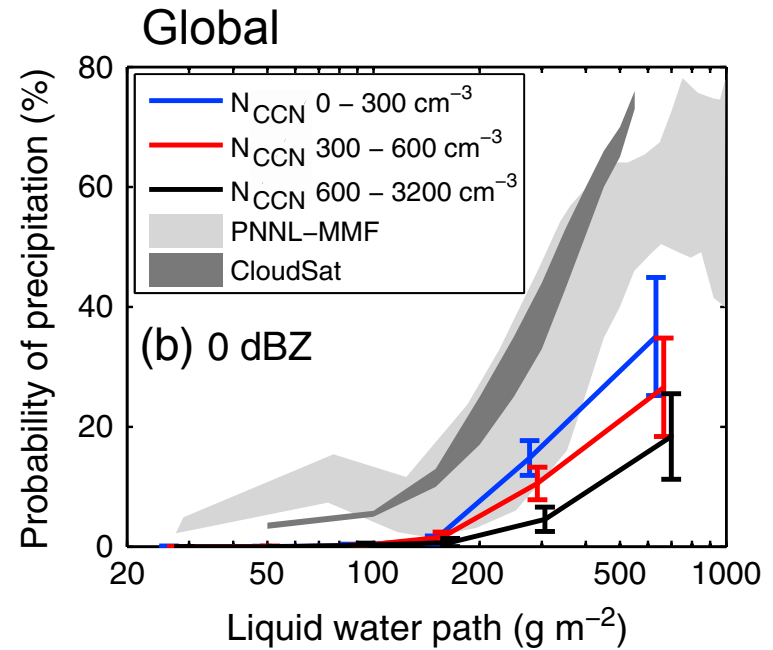 Global
Probability of precipitation (%)
80
60
40
20
0
N_CCN 0 – 300 cm⁻³
N_CCN 300 – 600 cm⁻³
N_CCN 600 – 3200 cm⁻³
PNNL–MMF
CloudSat
(b) 0 dBZ
20 50 100 200 500 1000
Liquid water path (g m⁻²)